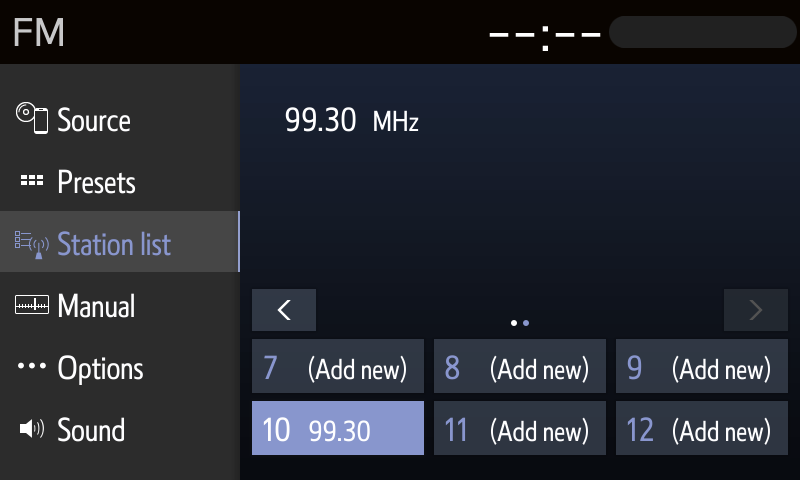 FM
--:--
Source
Presets
Station list
Manual
Options
Sound
99.30 MHz
7 (Add new)
8 (Add new)
9 (Add new)
10 99.30
11 (Add new)
12 (Add new)